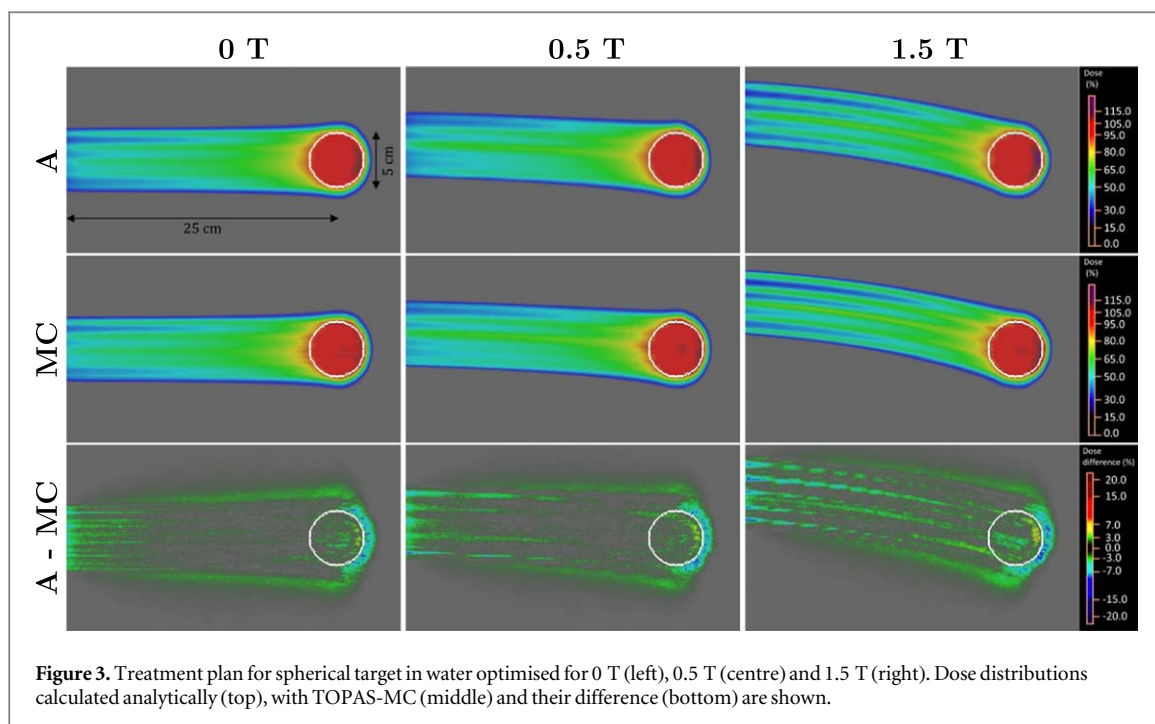 0 T 0.5 T 1.5 T
A
5 cm
25 cm
Dose
(%)
115.0
105.0
95.0
80.0
65.0
50.0
30.0
15.0
0.0
MC
Dose
(%)
115.0
105.0
95.0
80.0
65.0
50.0
30.0
15.0
0.0
A - MC
Dose
difference (%)
20.0
15.0
7.0
3.0
0.0
-3.0
-7.0
-15.0
-20.0
Figure 3. Treatment plan for spherical target in water optimised for 0 T (left), 0.5 T (centre) and 1.5 T (right). Dose distributions
calculated analytically (top), with TOPAS-MC (middle) and their difference (bottom) are shown.